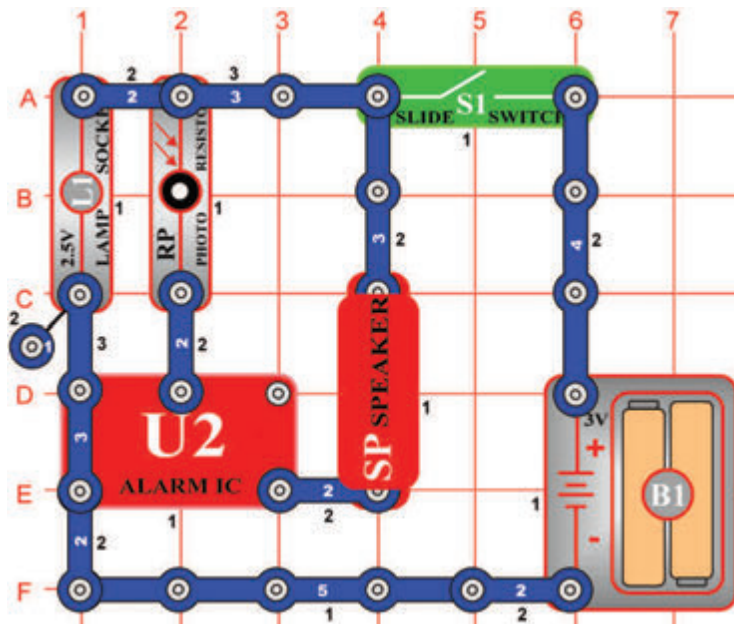 1 2 3 4 5 6 7
2 3
A 2 3 S1
SLIDE SWITCH
1
B L1 1 1 3 2 4 2
2.5V LAMP SOCKE
RP PHOTO RESISTO
C
2 1 3 2 2
D 3V
U2
3 SP SPEAKER 1 +
ALARM IC
E 2 1 B1
1 2 -
2 2
F 5 2
1 2